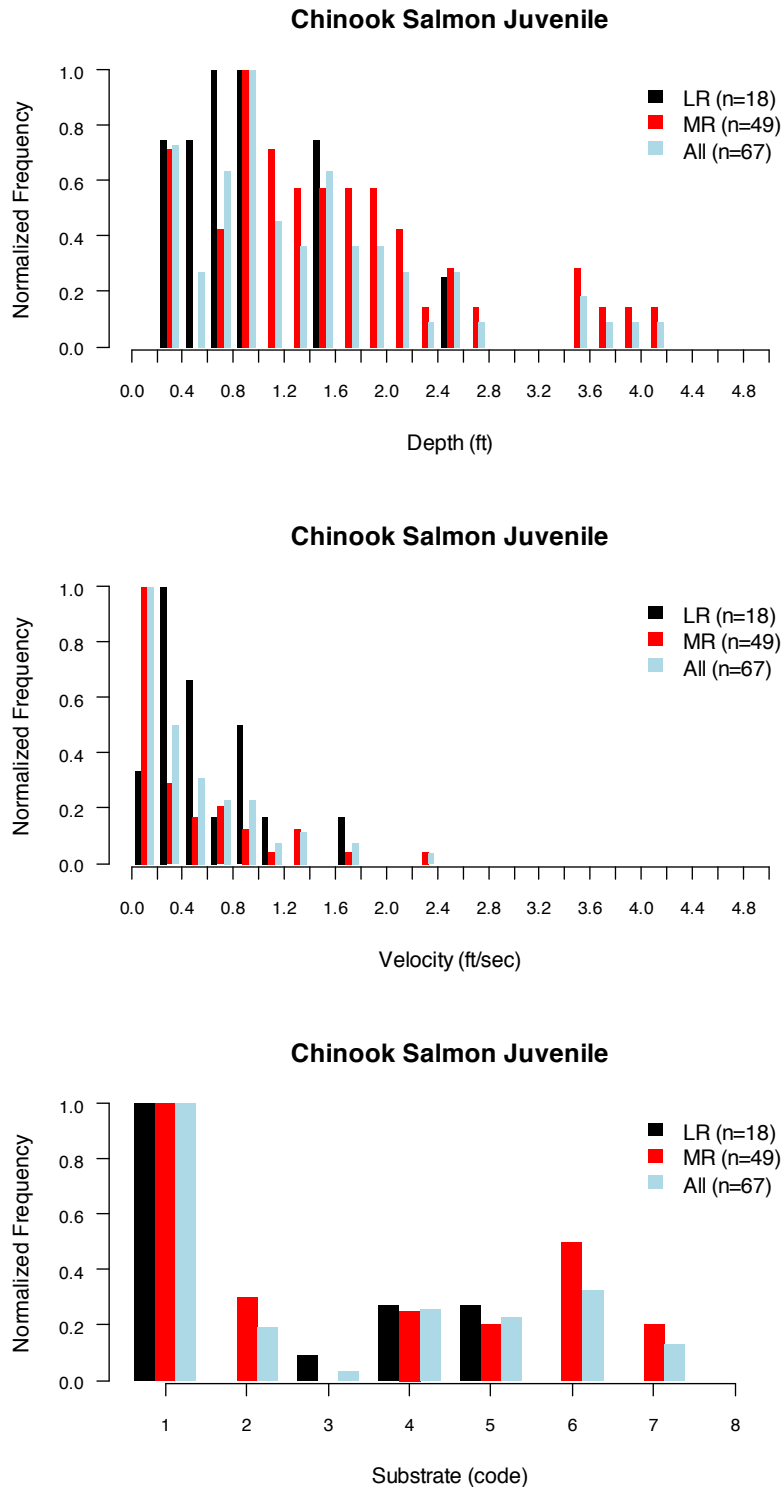 Chinook Salmon Juvenile
1.0
0.8
0.6
0.4
0.2
0.0
Normalized Frequency
LR (n=18)
MR (n=49)
All (n=67)
0.0 0.4 0.8 1.2 1.6 2.0 2.4 2.8 3.2 3.6 4.0 4.4 4.8
Depth (ft)
Chinook Salmon Juvenile
1.0
0.8
0.6
0.4
0.2
0.0
Normalized Frequency
LR (n=18)
MR (n=49)
All (n=67)
0.0 0.4 0.8 1.2 1.6 2.0 2.4 2.8 3.2 3.6 4.0 4.4 4.8
Velocity (ft/sec)
Chinook Salmon Juvenile
1.0
0.8
0.6
0.4
0.2
0.0
Normalized Frequency
LR (n=18)
MR (n=49)
All (n=67)
1 2 3 4 5 6 7 8
Substrate (code)